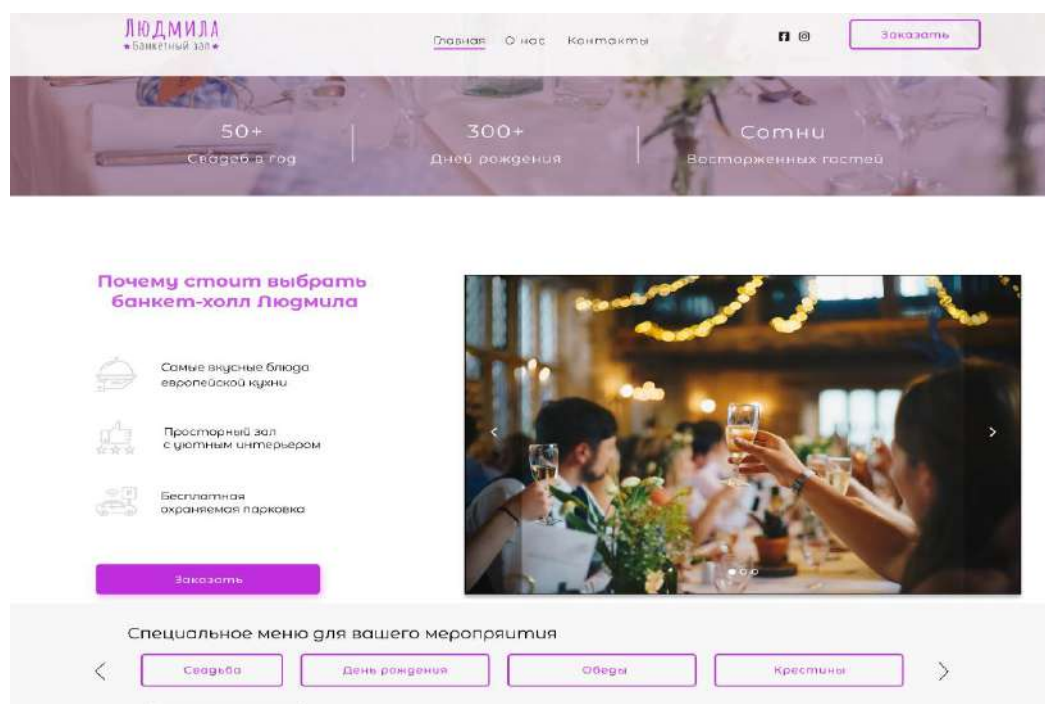 Людмила
★Банкетный зал★
Главная О нас Контакты
Заказать
50+
300+
Сотни
Свадеб в год
Дней рождения
Восторженных гостей
Почему стоит выбрать
банкет-холл Людмила
Самые вкусные блюда
европейской кухни
Просторный зал
с уютным интерьером
Бесплатная
охраняемая парковка
Заказать
Специальное меню для вашего меропряития
Свадьба
День рождения
Обеды
Крестины